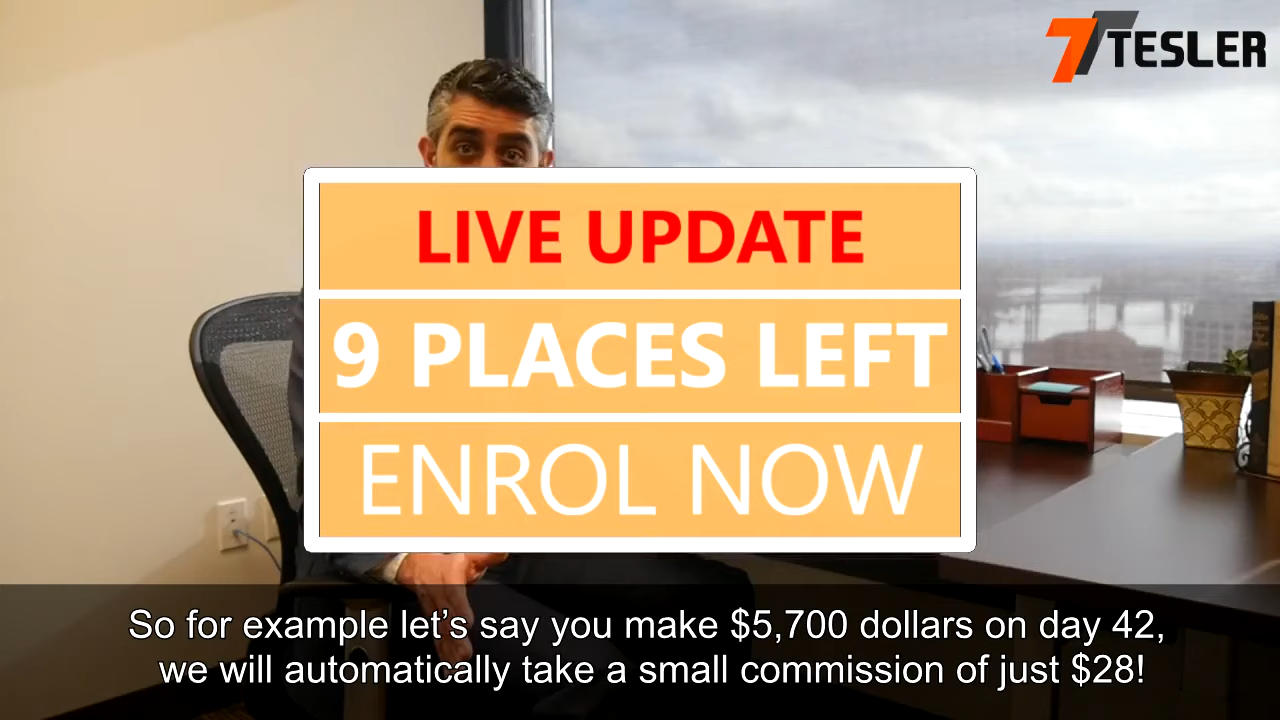 TESLER
LIVE UPDATE
9 PLACES LEFT
ENROL NOW
So for example let's say you make $5,700 dollars on day 42,
we will automatically take a small commission of just $28!